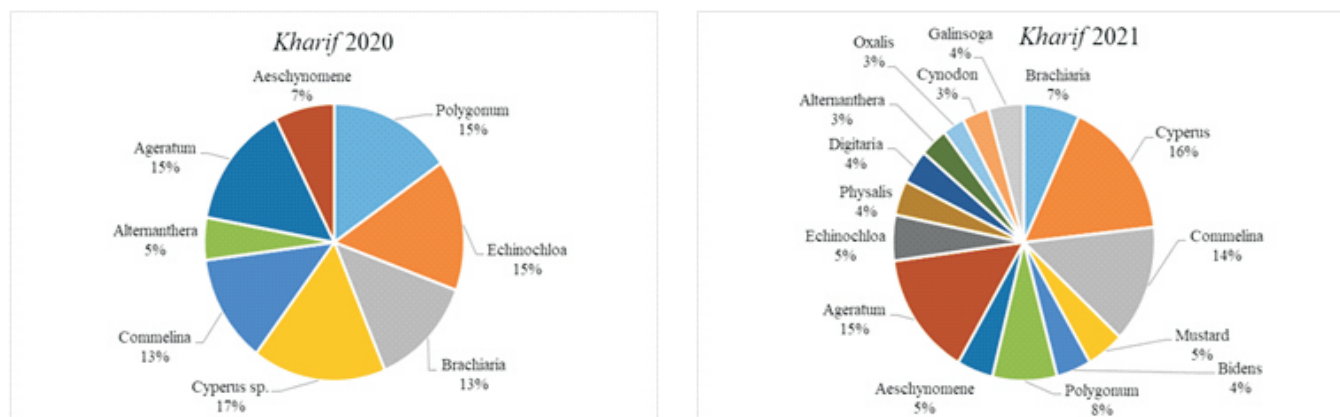 Kharif 2020
Aeschynomene
7%
Polygonum
15%
Echinochloa
15%
Brachiaria
13%
Cyperus sp.
17%
Commelina
13%
Alternanthera
5%
Ageratum
15%
Kharif 2021
Brachiaria
7%
Cyperus
16%
Commelina
14%
Mustard
5%
Bidens
4%
Polygonum
8%
Aeschynomene
5%
Ageratum
15%
Echinochloa
5%
Physalis
4%
Digitaria
4%
Alternanthera
3%
Oxalis
3%
Cynodon
3%
Galinsoga
4%